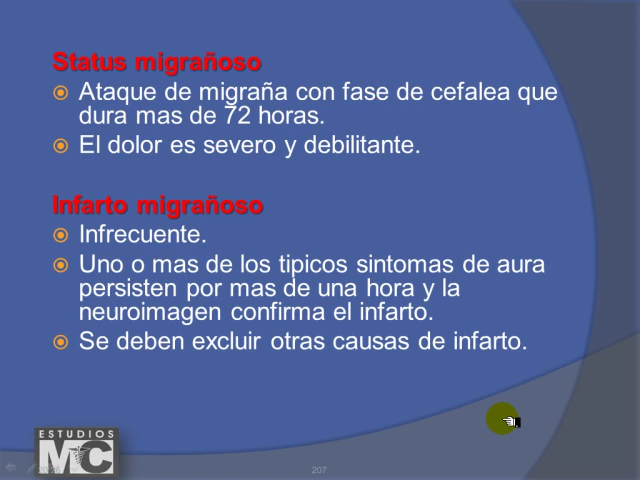 Status migrañoso
Ataque de migraña con fase de cefalea que
dura mas de 72 horas.
El dolor es severo y debilitante.
Infarto migrañoso
Infrecuente.
Uno o mas de los tipicos sintomas de aura
persisten por mas de una hora y la
neuroimagen confirma el infarto.
Se deben excluir otras causas de infarto.
ESTUDIOS
MC
207